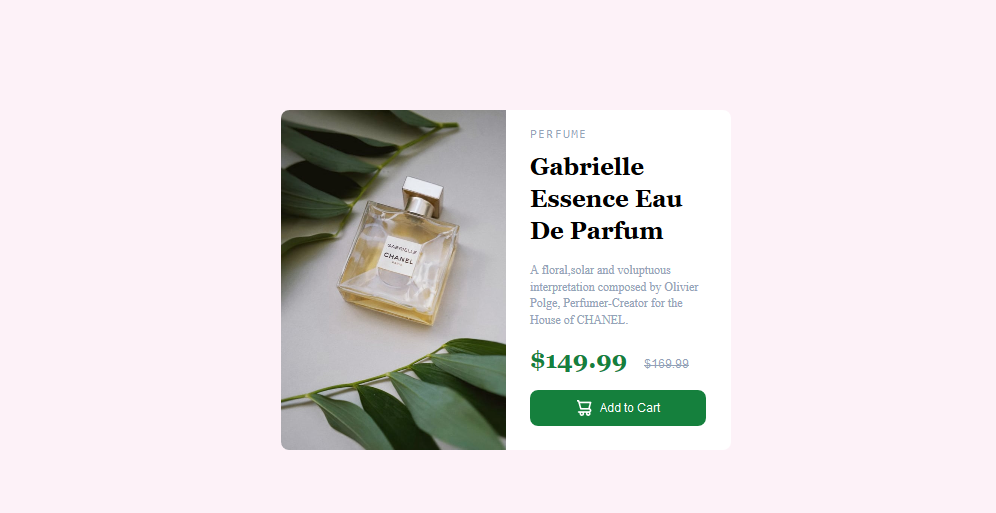 GABRIELLE
CHANEL
PERFUME
Gabrielle
Essence Eau
De Parfum
A floral,solar and voluptuous
interpretation composed by Olivier
Polge, Perfumer-Creator for the
House of CHANEL.
$149.99 $169.99
Add to Cart